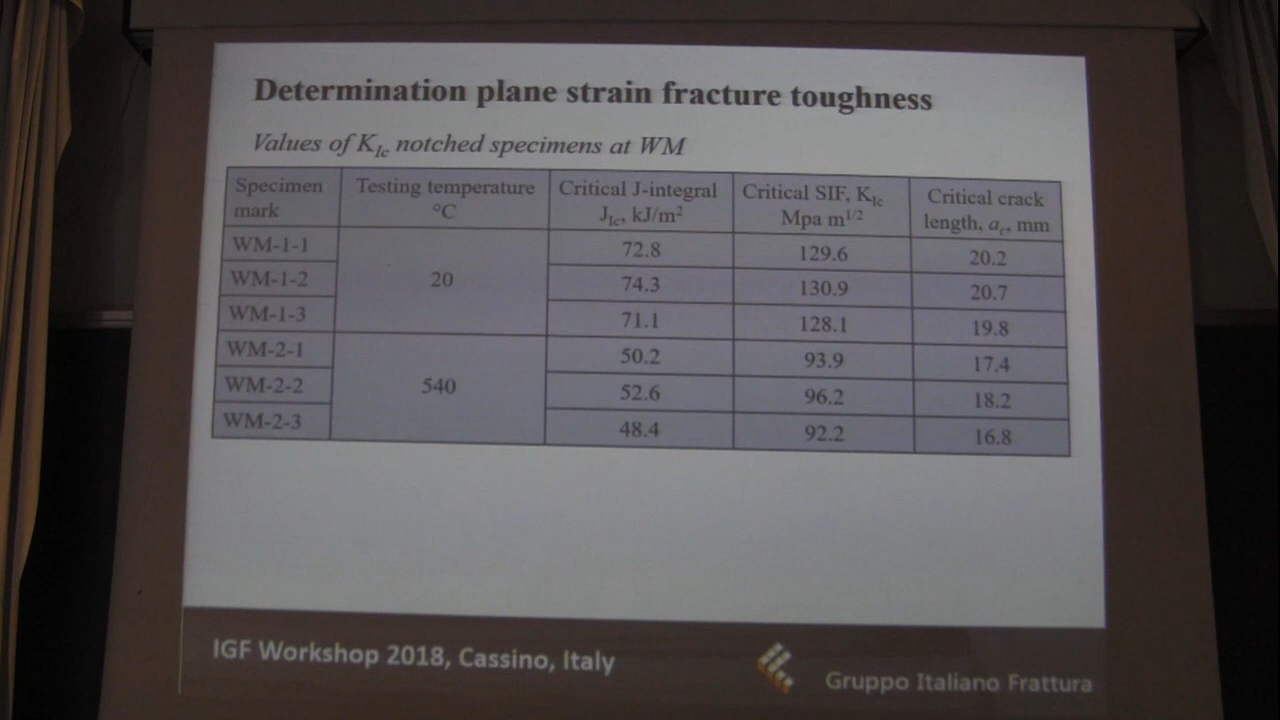 Determination plane strain fracture toughness
Values of K_Ic notched specimens at WM
Specimen mark Testing temperature °C Critical J-integral J_Ic, kJ/m² Critical SIF, K_Ic Mpa m^1/2 Critical crack length, a_c, mm
WM-1-1 20 72.8 129.6 20.2
WM-1-2 74.3 130.9 20.7
WM-1-3 71.1 128.1 19.8
WM-2-1 540 50.2 93.9 17.4
WM-2-2 52.6 96.2 18.2
WM-2-3 48.4 92.2 16.8
IGF Workshop 2018, Cassino, Italy
Gruppo Italiano Frattura